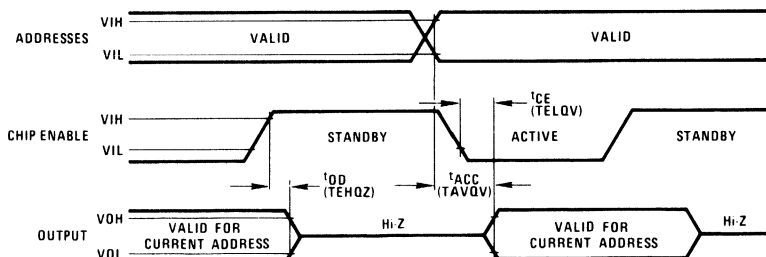 VIH
ADDRESSES
VALID
VALID
VIL
tCE
(TELQV)
VIH
CHIP ENABLE
STANDBY
ACTIVE
STANDBY
VIL
tOD
(TEHQZ)
tACC
(TAVQV)
VOH
OUTPUT
VALID FOR
CURRENT ADDRESS
Hi-Z
VALID FOR
CURRENT ADDRESS
Hi-Z
VOL